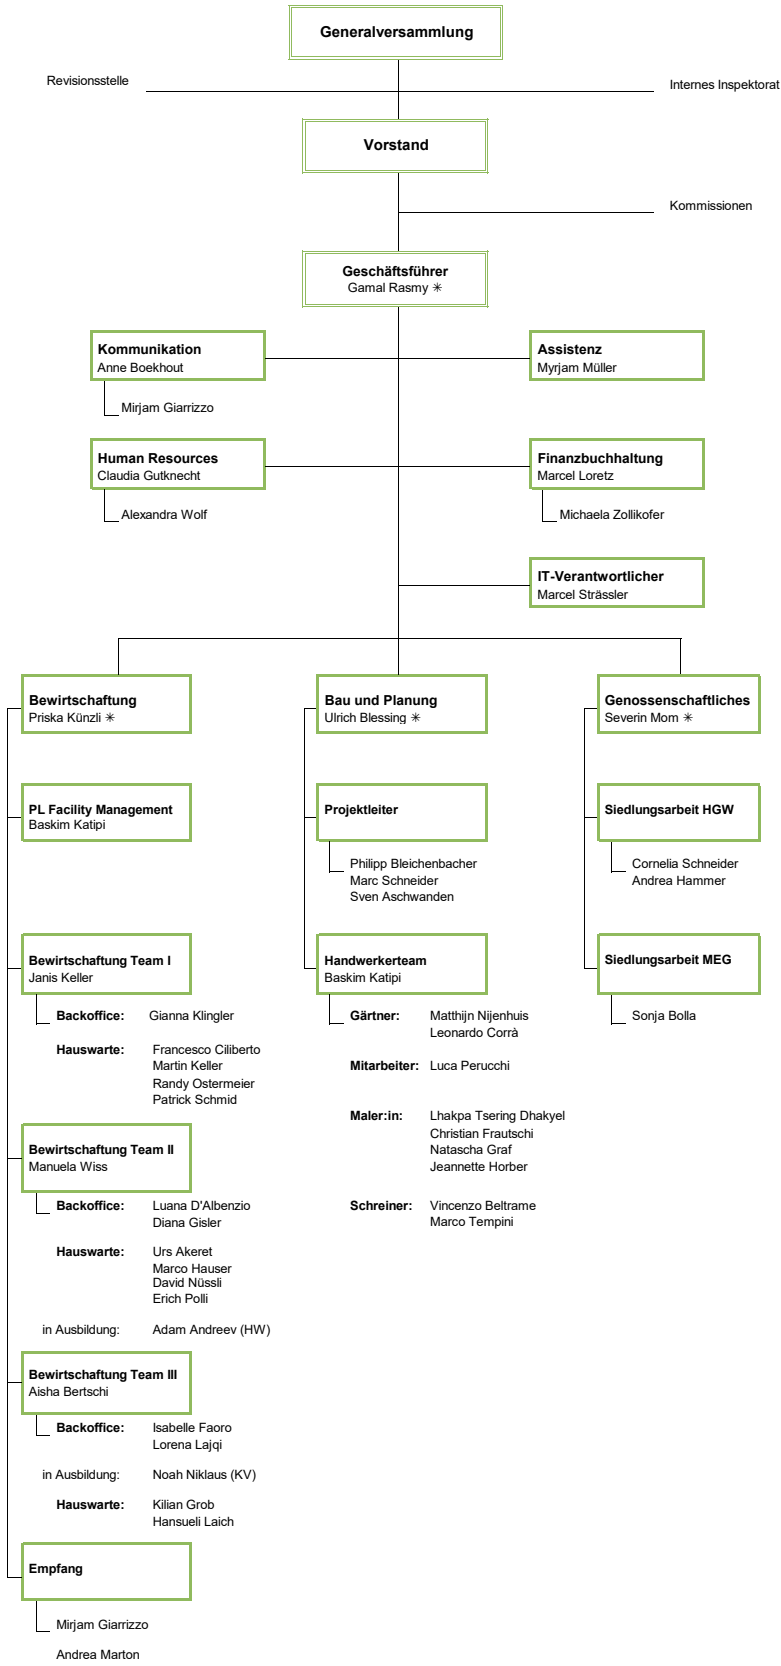 Generalversammlung
Revisionsstelle
Internes Inspektorat
Vorstand
Kommissionen
Geschäftsführer
Gamal Rasmy ✳
Kommunikation
Anne Boekhout
Mirjam Giarrizzo
Assistenz
Myrjam Müller
Human Resources
Claudia Gutknecht
Alexandra Wolf
Finanzbuchhaltung
Marcel Loretz
Michaela Zollikofer
IT-Verantwortlicher
Marcel Strässler
Bewirtschaftung
Priska Künzli ✳
PL Facility Management
Baskim Katipi
Bewirtschaftung Team I
Janis Keller
Backoffice: Gianna Klingler
Hauswarte: Francesco Ciliberto
Martin Keller
Randy Ostermeier
Patrick Schmid
Bewirtschaftung Team II
Manuela Wiss
Backoffice: Luana D'Albenzio
Diana Gisler
Hauswarte: Urs Akeret
Marco Hauser
David Nüssli
Erich Polli
in Ausbildung: Adam Andreev (HW)
Bewirtschaftung Team III
Aisha Bertschi
Backoffice: Isabelle Faoro
Lorena Lajqi
in Ausbildung: Noah Niklaus (KV)
Hauswarte: Kilian Grob
Hansueli Laich
Empfang
Mirjam Giarrizzo
Andrea Marton
Bau und Planung
Ulrich Blessing ✳
Projektleiter
Philipp Bleichenbacher
Marc Schneider
Sven Aschwanden
Handwerkerteam
Baskim Katipi
Gärtner: Matthijn Nijenhuis
Leonardo Corrà
Mitarbeiter: Luca Perucchi
Maler:in: Lhakpa Tsering Dhakyel
Christian Frautschi
Natascha Graf
Jeannette Horber
Schreiner: Vincenzo Beltrame
Marco Tempini
Genossenschaftliches
Severin Mom ✳
Siedlungsarbeit HGW
Cornelia Schneider
Andrea Hammer
Siedlungsarbeit MEG
Sonja Bolla